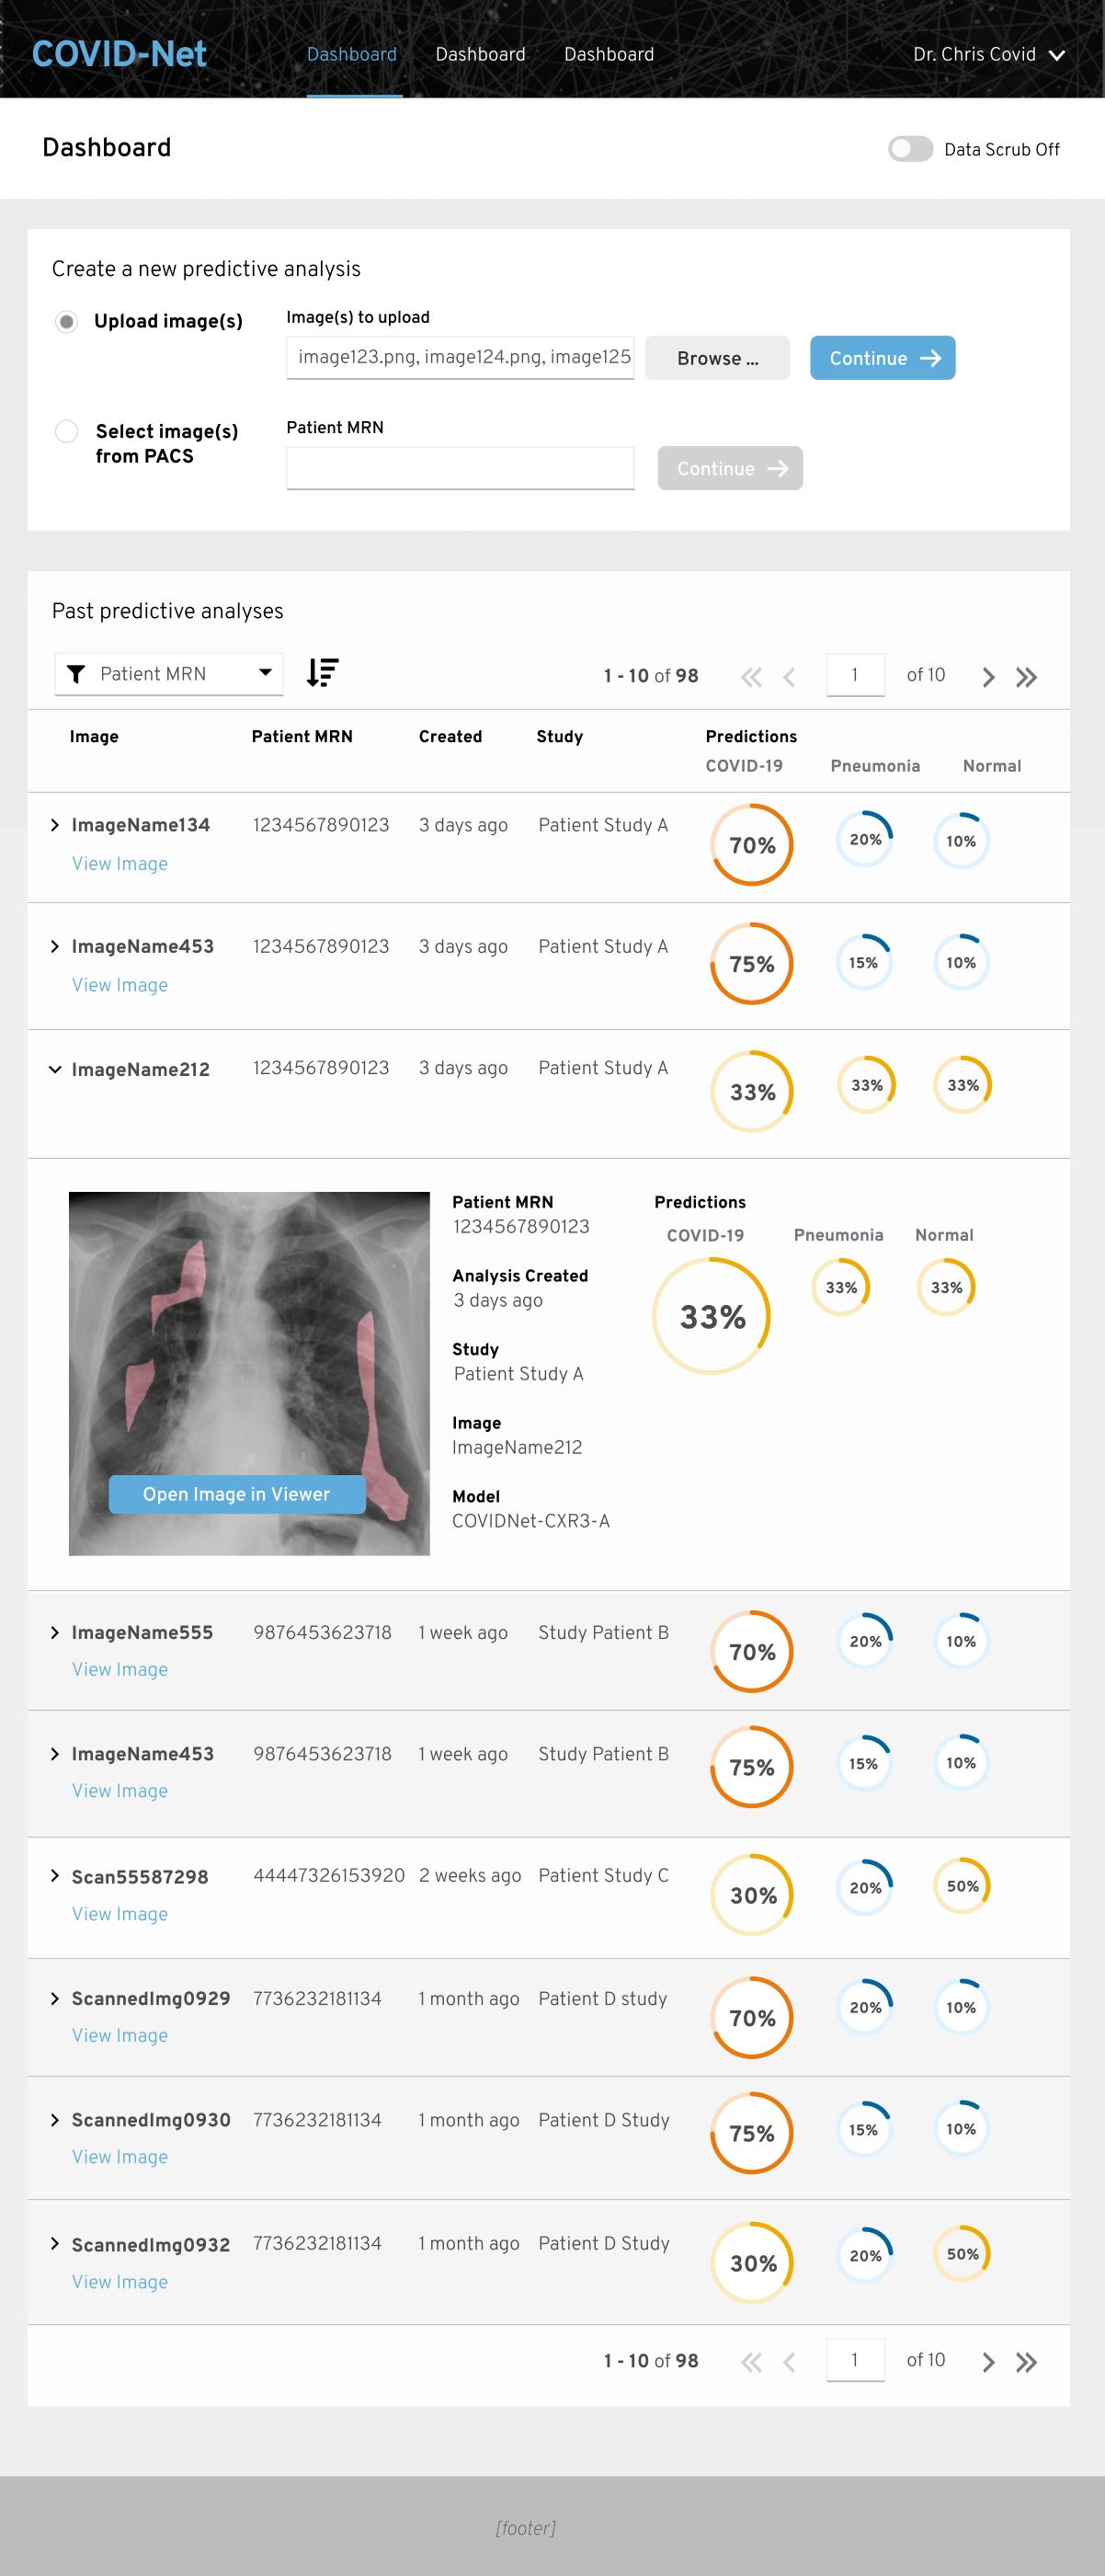 COVID-Net Dashboard Dashboard Dashboard Dr. Chris Covid
Dashboard Data Scrub Off
Create a new predictive analysis
Upload image(s) Image(s) to upload
image123.png, image124.png, image125 Browse ... Continue
Select image(s) Patient MRN
from PACS
Continue
Past predictive analyses
Patient MRN 1 - 10 of 98 1 of 10
Image Patient MRN Created Study Predictions
COVID-19 Pneumonia Normal
ImageName134 1234567890123 3 days ago Patient Study A 70% 20% 10%
View Image
ImageName453 1234567890123 3 days ago Patient Study A 75% 15% 10%
View Image
ImageName212 1234567890123 3 days ago Patient Study A 33% 33% 33%
Patient MRN
1234567890123
Analysis Created
3 days ago
Study
Patient Study A
Image
ImageName212
Model
COVIDNet-CXR3-A
Predictions
COVID-19 Pneumonia Normal
33% 33% 33%
Open Image in Viewer
ImageName555 9876453623718 1 week ago Study Patient B 70% 20% 10%
View Image
ImageName453 9876453623718 1 week ago Study Patient B 75% 15% 10%
View Image
Scan55587298 44447326153920 2 weeks ago Patient Study C 30% 20% 50%
View Image
ScannedImg0929 7736232181134 1 month ago Patient D study 70% 20% 10%
View Image
ScannedImg0930 7736232181134 1 month ago Patient D Study 75% 15% 10%
View Image
ScannedImg0932 7736232181134 1 month ago Patient D Study 30% 20% 50%
View Image
1 - 10 of 98 1 of 10
[footer]